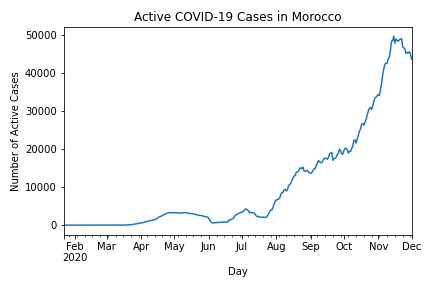 Active COVID-19 Cases in Morocco
50000
40000
30000
20000
10000
0
Number of Active Cases
Feb Mar Apr May Jun Jul Aug Sep Oct Nov Dec
2020
Day